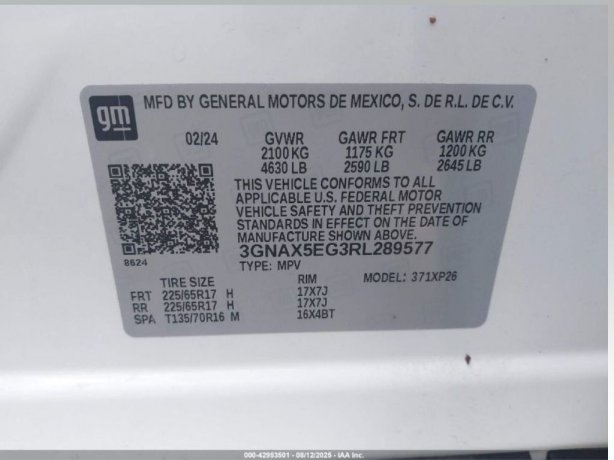 gm
MFD BY GENERAL MOTORS DE MEXICO, S. DE R.L. DE C.V.
02/24 GVWR GAWR FRT GAWR RR
2100 KG 1175 KG 1200 KG
4630 LB 2590 LB 2645 LB
THIS VEHICLE CONFORMS TO ALL
APPLICABLE U.S. FEDERAL MOTOR
VEHICLE SAFETY AND THEFT PREVENTION
STANDARDS IN EFFECT ON THE DATE OF
MANUFACTURE SHOWN ABOVE.
8624 3GNAX5EG3RL289577
TYPE: MPV MODEL: 371XP26
TIRE SIZE RIM
FRT 225/65R17 H 17X7J
RR 225/65R17 H 17X7J
SPA T135/70R16 M 16X4BT
000-42953501 - 08/12/2025 - IAA Inc.